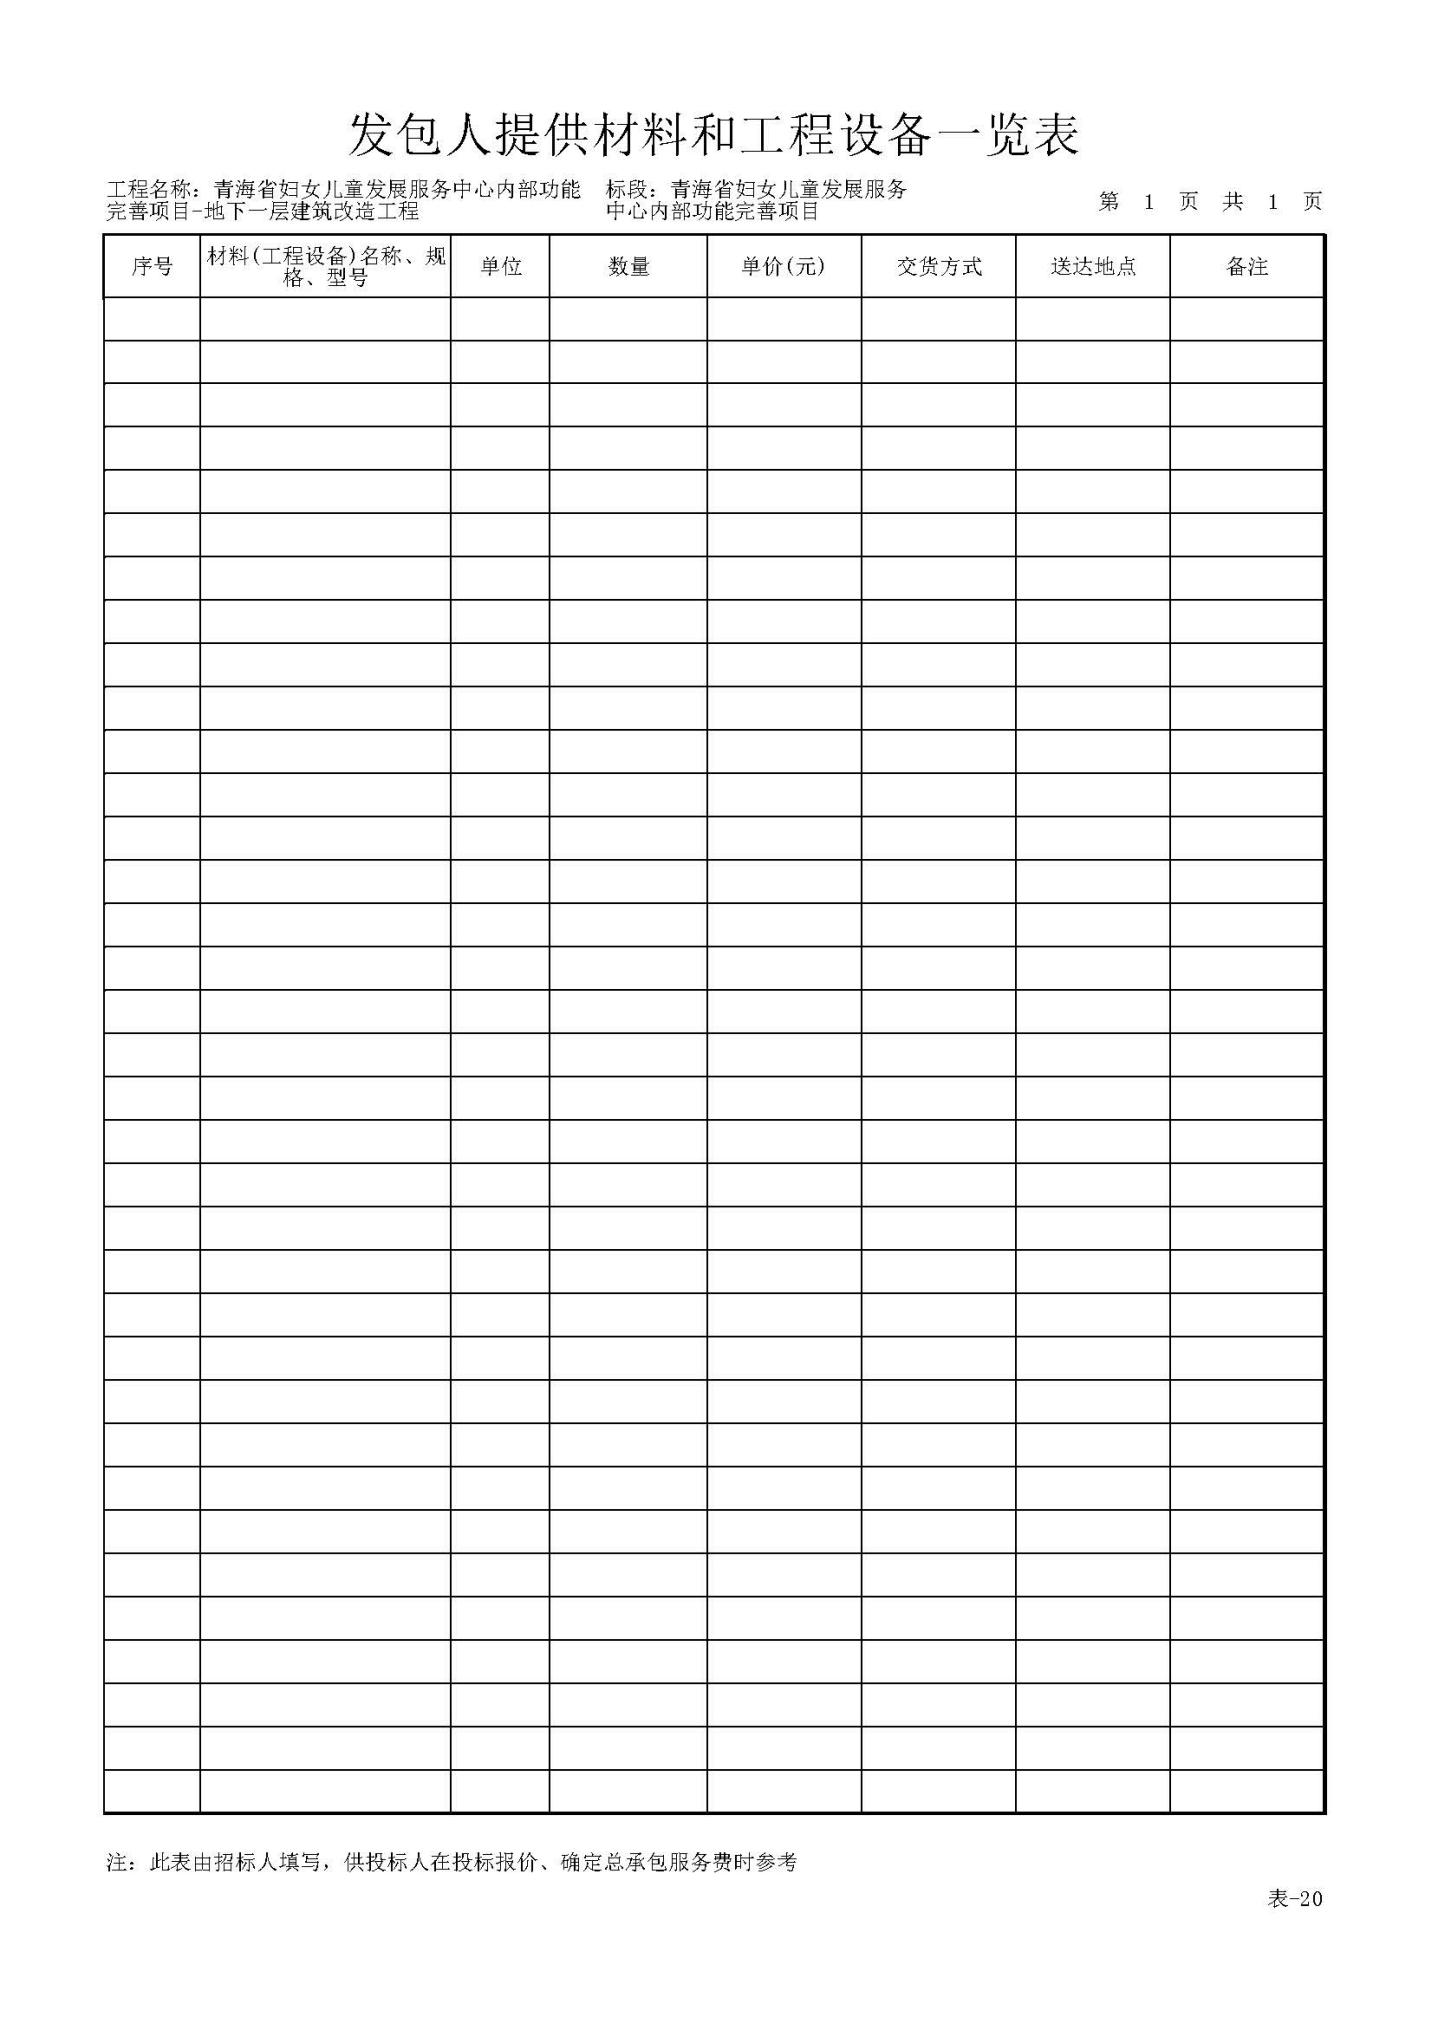 发包人提供材料和工程设备一览表
工程名称：青海省妇女儿童发展服务中心内部功能
完善项目-地下一层建筑改造工程
标段：青海省妇女儿童发展服务
中心内部功能完善项目
第 1 页 共 1 页
序号
材料(工程设备)名称、规
格、型号
单位
数量
单价(元)
交货方式
送达地点
备注
注：此表由招标人填写，供投标人在投标报价、确定总承包服务费时参考
表-20